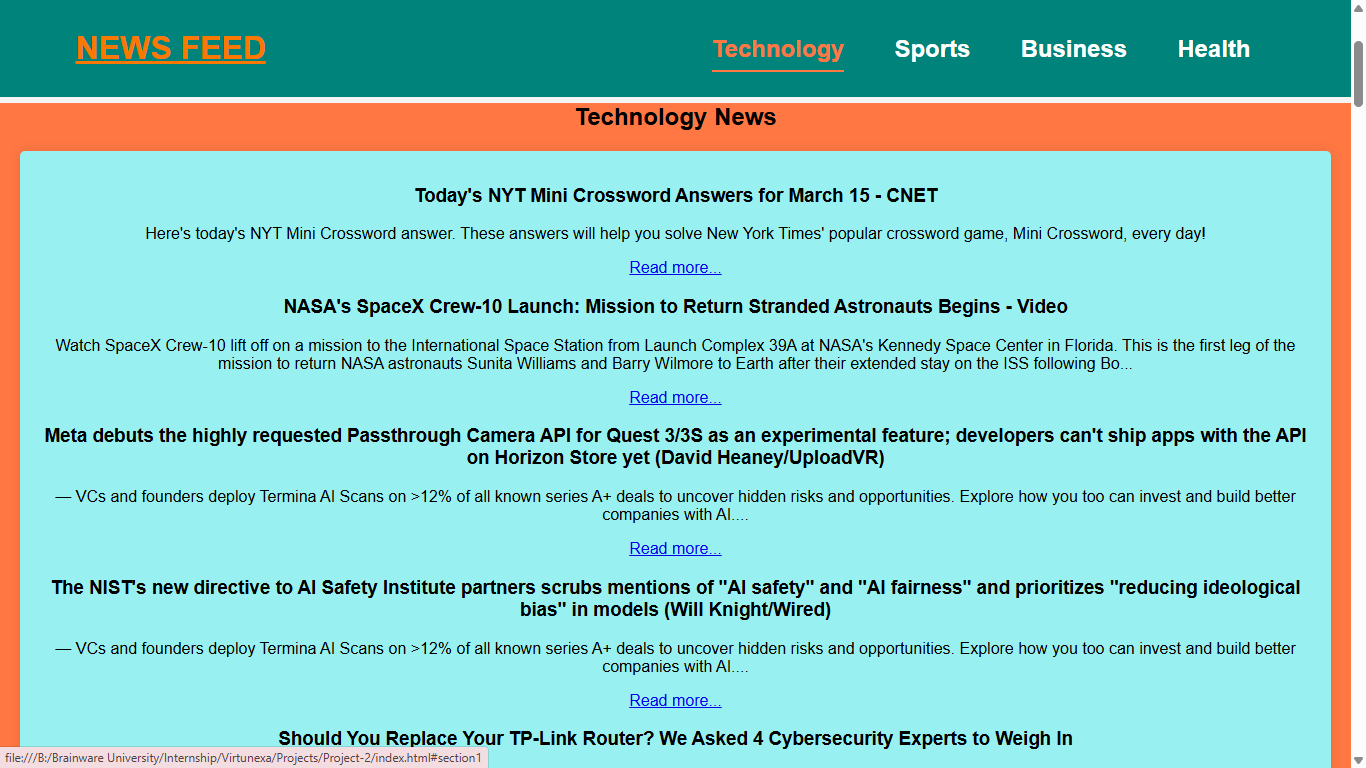 NEWS FEED
Technology
Sports
Business
Health
Technology News
Today's NYT Mini Crossword Answers for March 15 - CNET
Here's today's NYT Mini Crossword answer. These answers will help you solve New York Times' popular crossword game, Mini Crossword, every day!
Read more...
NASA's SpaceX Crew-10 Launch: Mission to Return Stranded Astronauts Begins - Video
Watch SpaceX Crew-10 lift off on a mission to the International Space Station from Launch Complex 39A at NASA's Kennedy Space Center in Florida. This is the first leg of the
mission to return NASA astronauts Sunita Williams and Barry Wilmore to Earth after their extended stay on the ISS following Bo...
Read more...
Meta debuts the highly requested Passthrough Camera API for Quest 3/3S as an experimental feature; developers can't ship apps with the API
on Horizon Store yet (David Heaney/UploadVR)
— VCs and founders deploy Termina AI Scans on >12% of all known series A+ deals to uncover hidden risks and opportunities. Explore how you too can invest and build better
companies with AI....
Read more...
The NIST's new directive to AI Safety Institute partners scrubs mentions of "AI safety" and "AI fairness" and prioritizes "reducing ideological
bias" in models (Will Knight/Wired)
— VCs and founders deploy Termina AI Scans on >12% of all known series A+ deals to uncover hidden risks and opportunities. Explore how you too can invest and build better
companies with AI....
Read more...
Should You Replace Your TP-Link Router? We Asked 4 Cybersecurity Experts to Weigh In
file:///B:/Brainware University/Internship/Virtunexa/Projects/Project-2/index.html#section1